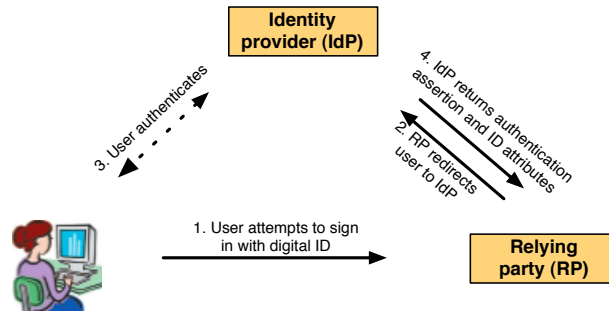 Identity
provider (IdP)
3. User authenticates
4. IdP returns authentication
assertion and ID attributes
2. RP redirects
user to IdP
1. User attempts to sign
in with digital ID
Relying
party (RP)